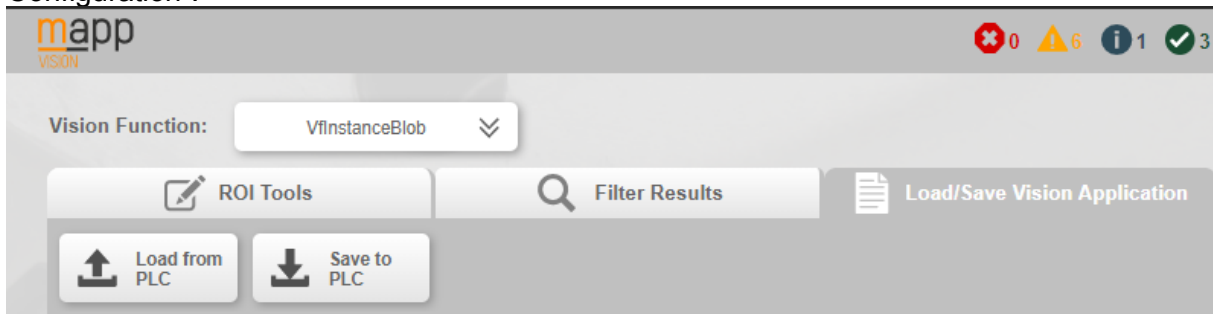 Configuration".
mapp
VISION
0 6 1 3
Vision Function: VfInstanceBlob
ROI Tools Filter Results Load/Save Vision Application
Load from PLC Save to PLC